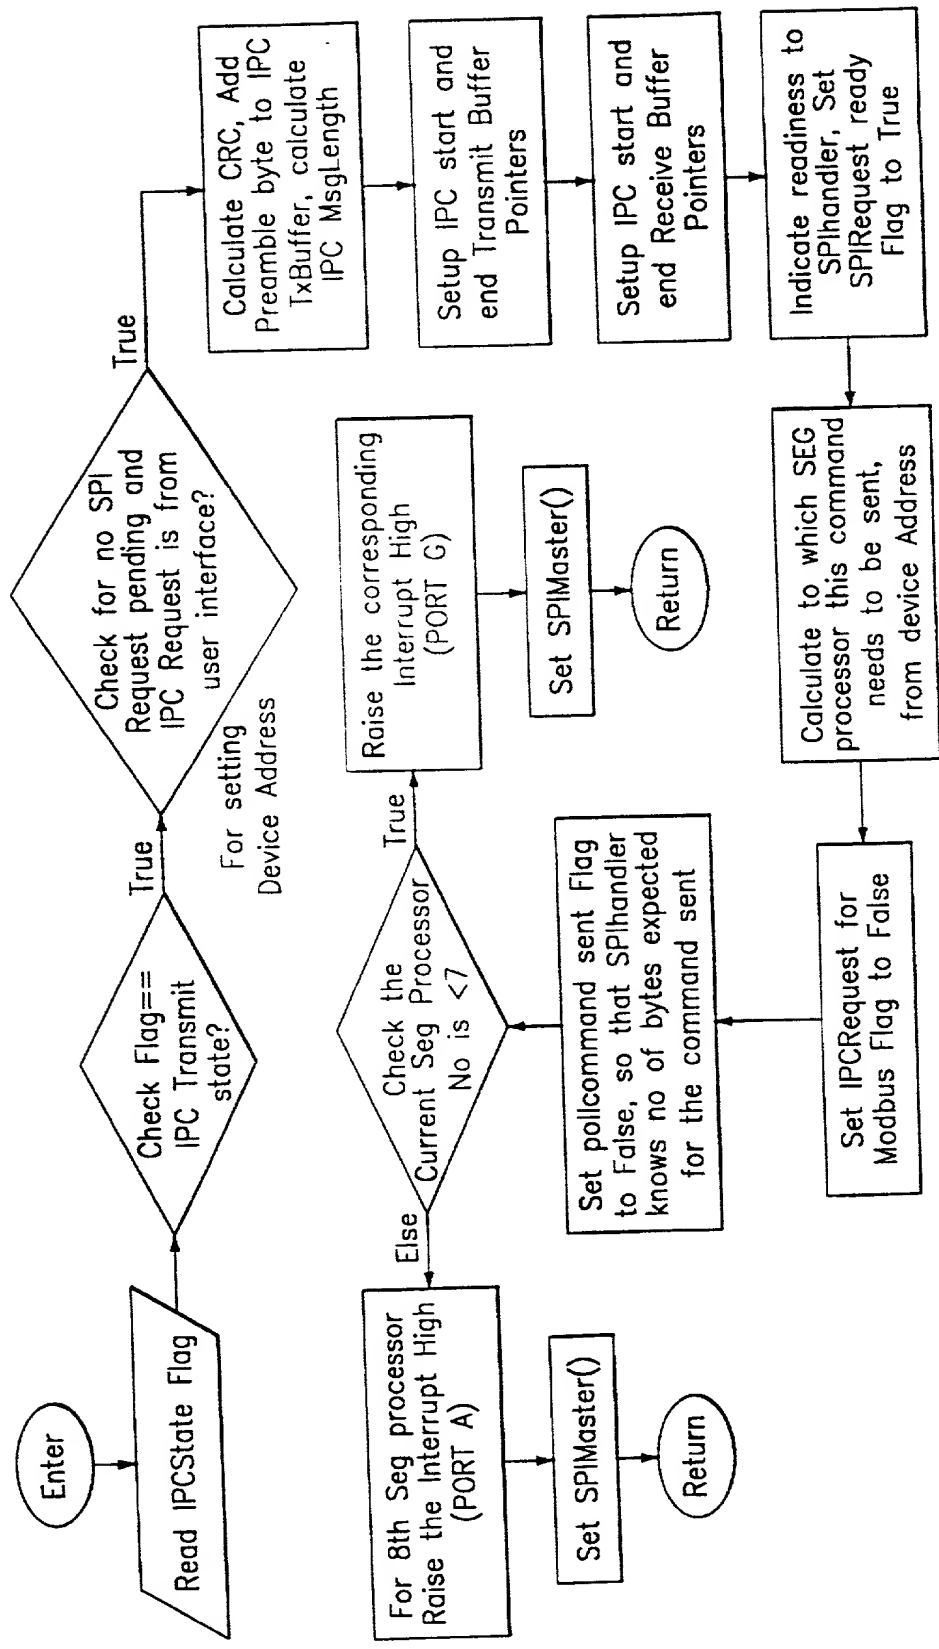 Enter
Read IPCState Flag
Check Flag==
IPC Transmit
state?
True
Check for no SPI
Request pending and
IPC Request is from
user interface?
For setting
Device Address
True
Calculate CRC, Add
Preamble byte to IPC
TxBuffer, calculate
IPC MsgLength
Setup IPC start and
end Transmit Buffer
Pointers
Setup IPC start and
end Receive Buffer
Pointers
Indicate readiness to
SPIhandler, Set
SPIRequest ready
Flag to True
Calculate to which SEG
processor this command
needs to be sent,
from device Address
Set IPCRequest for
Modbus Flag to False
Set pollcommand sent Flag
to False, so that SPIhandler
knows no of bytes expected
for the command sent
Check the
Current Seg Processor
No is <7
True
Raise the corresponding
Interrupt High
(PORT G)
Set SPIMaster()
Return
Else
For 8th Seg processor
Raise the Interrupt High
(PORT A)
Set SPIMaster()
Return